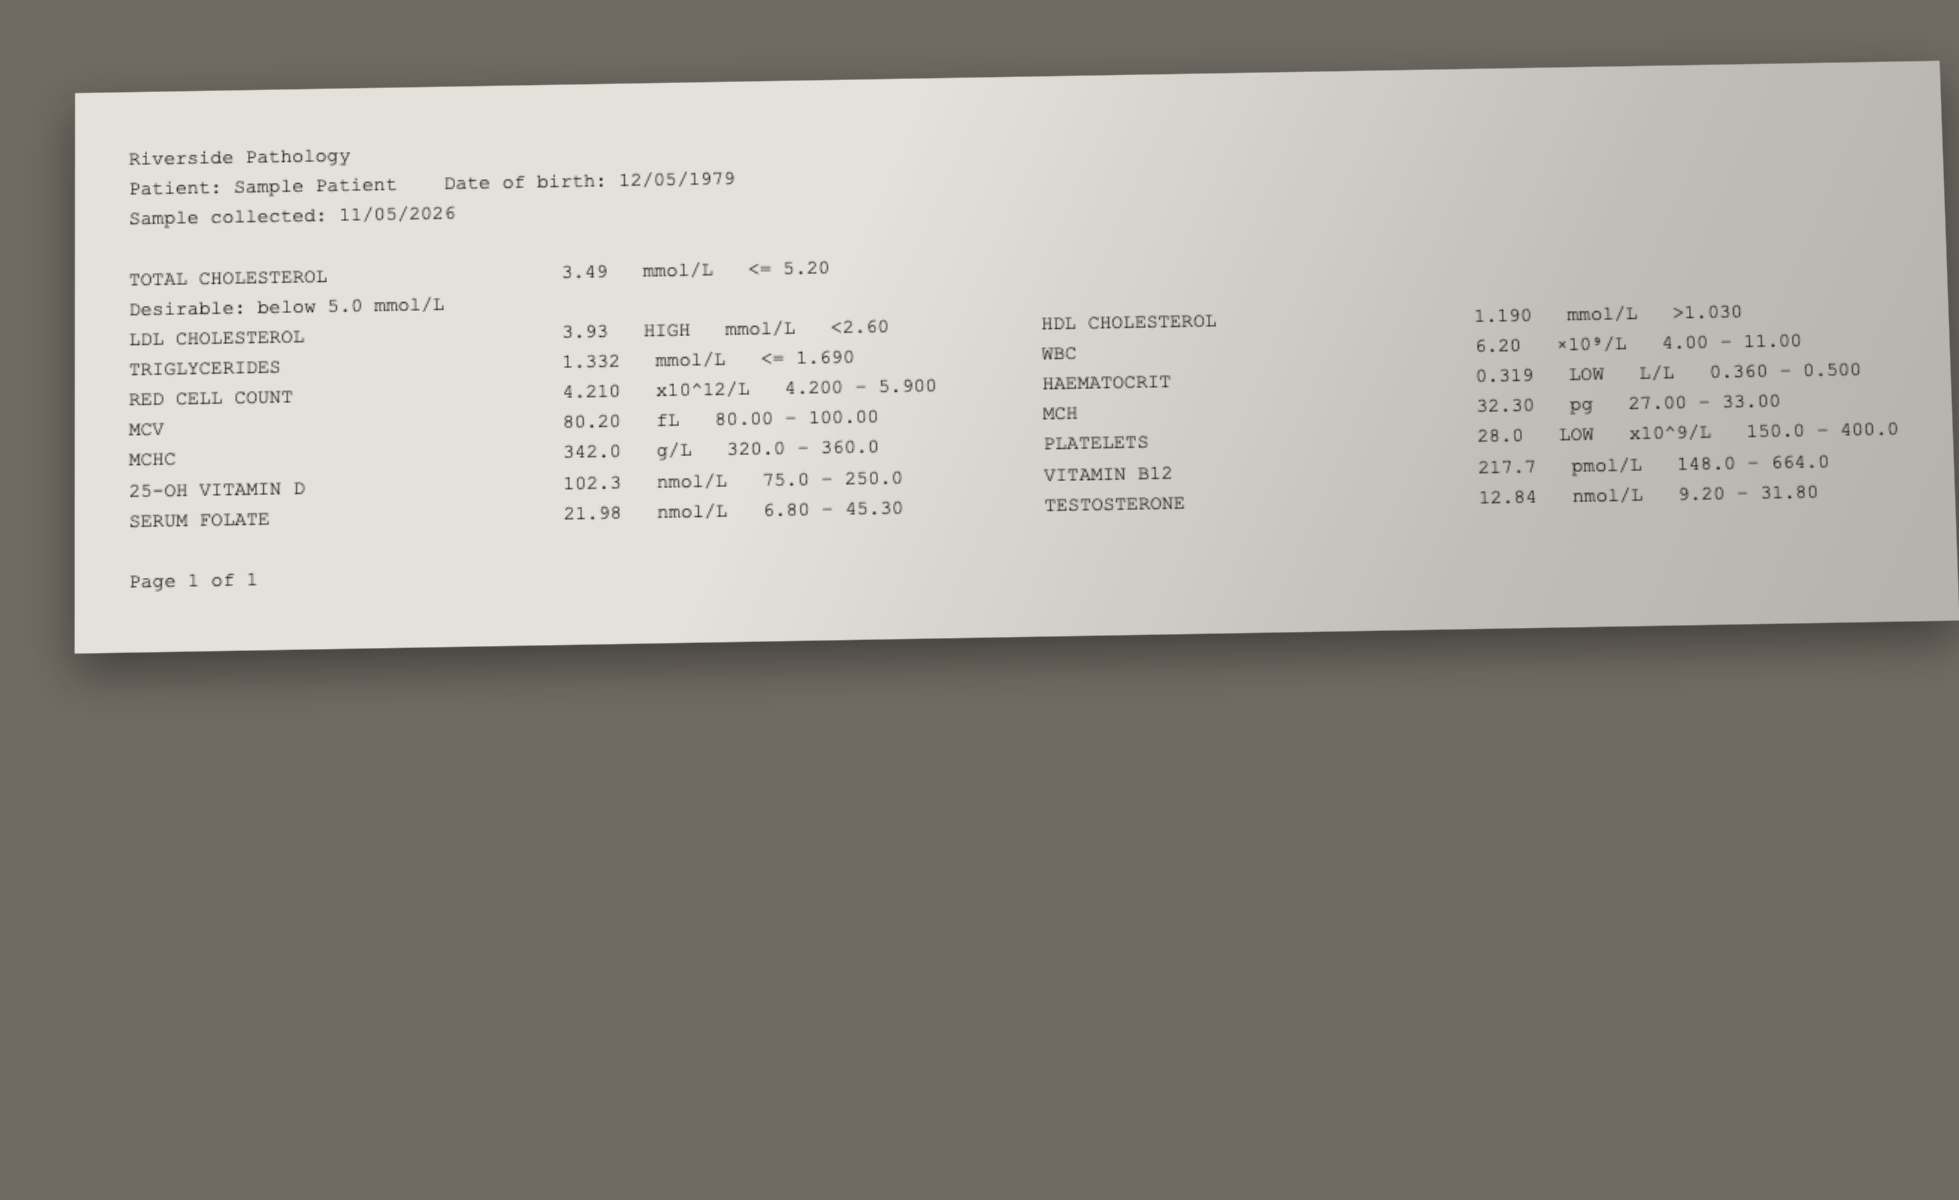 Riverside Pathology
Patient: Sample Patient    Date of birth: 12/05/1979
Sample collected: 11/05/2026
TOTAL CHOLESTEROL    3.49   mmol/L   <= 5.20
Desirable: below 5.0 mmol/L
LDL CHOLESTEROL    3.93   HIGH   mmol/L   <2.60    HDL CHOLESTEROL    1.190   mmol/L   >1.030
TRIGLYCERIDES    1.332   mmol/L   <= 1.690    WBC    6.20   ×10⁹/L   4.00 - 11.00
RED CELL COUNT    4.210   x10^12/L   4.200 - 5.900    HAEMATOCRIT    0.319   LOW   L/L   0.360 - 0.500
MCV    80.20   fL   80.00 - 100.00    MCH    32.30   pg   27.00 - 33.00
MCHC    342.0   g/L   320.0 - 360.0    PLATELETS    28.0   LOW   x10^9/L   150.0 - 400.0
25-OH VITAMIN D    102.3   nmol/L   75.0 - 250.0    VITAMIN B12    217.7   pmol/L   148.0 - 664.0
SERUM FOLATE    21.98   nmol/L   6.80 - 45.30    TESTOSTERONE    12.84   nmol/L   9.20 - 31.80
Page 1 of 1